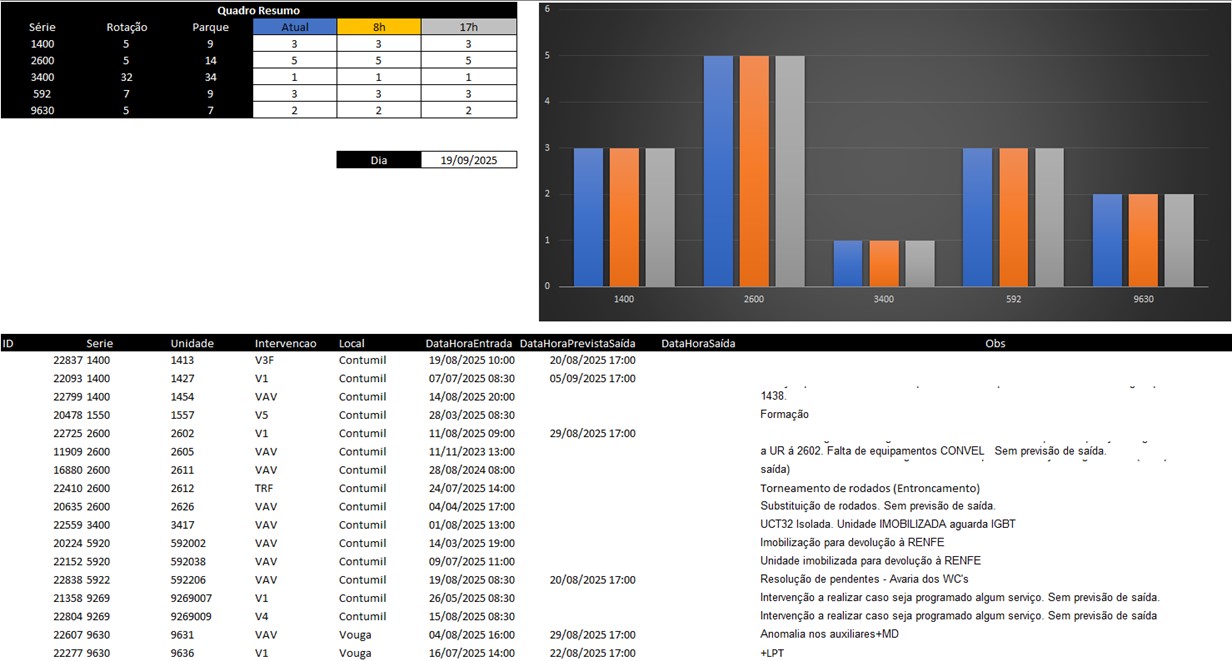 Quadro Resumo
Série Rotação Parque Atual 8h 17h
1400 5 9 3 3 3
2600 5 14 5 5 5
3400 32 34 1 1 1
592 7 9 3 3 3
9630 5 7 2 2 2
Dia 19/09/2025
6
5
4
3
2
1
0
1400 2600 3400 592 9630
ID Serie Unidade Intervencao Local DataHoraEntrada DataHoraPrevistaSaída DataHoraSaída Obs
22837 1400 1413 V3F Contumil 19/08/2025 10:00 20/08/2025 17:00
22093 1400 1427 V1 Contumil 07/07/2025 08:30 05/09/2025 17:00
22799 1400 1454 VAV Contumil 14/08/2025 20:00 1438.
20478 1550 1557 V5 Contumil 28/03/2025 08:30 Formação
22725 2600 2602 V1 Contumil 11/08/2025 09:00 29/08/2025 17:00
11909 2600 2605 VAV Contumil 11/11/2023 13:00 a UR á 2602. Falta de equipamentos CONVEL Sem previsão de saída.
16880 2600 2611 VAV Contumil 28/08/2024 08:00 saída)
22410 2600 2612 TRF Contumil 24/07/2025 14:00 Torneamento de rodados (Entroncamento)
20635 2600 2626 VAV Contumil 04/04/2025 17:00 Substituição de rodados. Sem previsão de saída.
22559 3400 3417 VAV Contumil 01/08/2025 13:00 UCT32 Isolada. Unidade IMOBILIZADA aguarda IGBT
20224 5920 592002 VAV Contumil 14/03/2025 19:00 Imobilização para devolução à RENFE
22152 5920 592038 VAV Contumil 09/07/2025 11:00 Unidade imobilizada para devolução à RENFE
22838 5922 592206 VAV Contumil 19/08/2025 08:30 20/08/2025 17:00 Resolução de pendentes - Avaria dos WC's
21358 9269 9269007 V1 Contumil 26/05/2025 08:30 Intervenção a realizar caso seja programado algum serviço. Sem previsão de saída.
22804 9269 9269009 V4 Contumil 15/08/2025 08:30 Intervenção a realizar caso seja programado algum serviço. Sem previsão de saída
22607 9630 9631 VAV Vouga 04/08/2025 16:00 29/08/2025 17:00 Anomalia nos auxiliares+MD
22277 9630 9636 V1 Vouga 16/07/2025 14:00 22/08/2025 17:00 +LPT